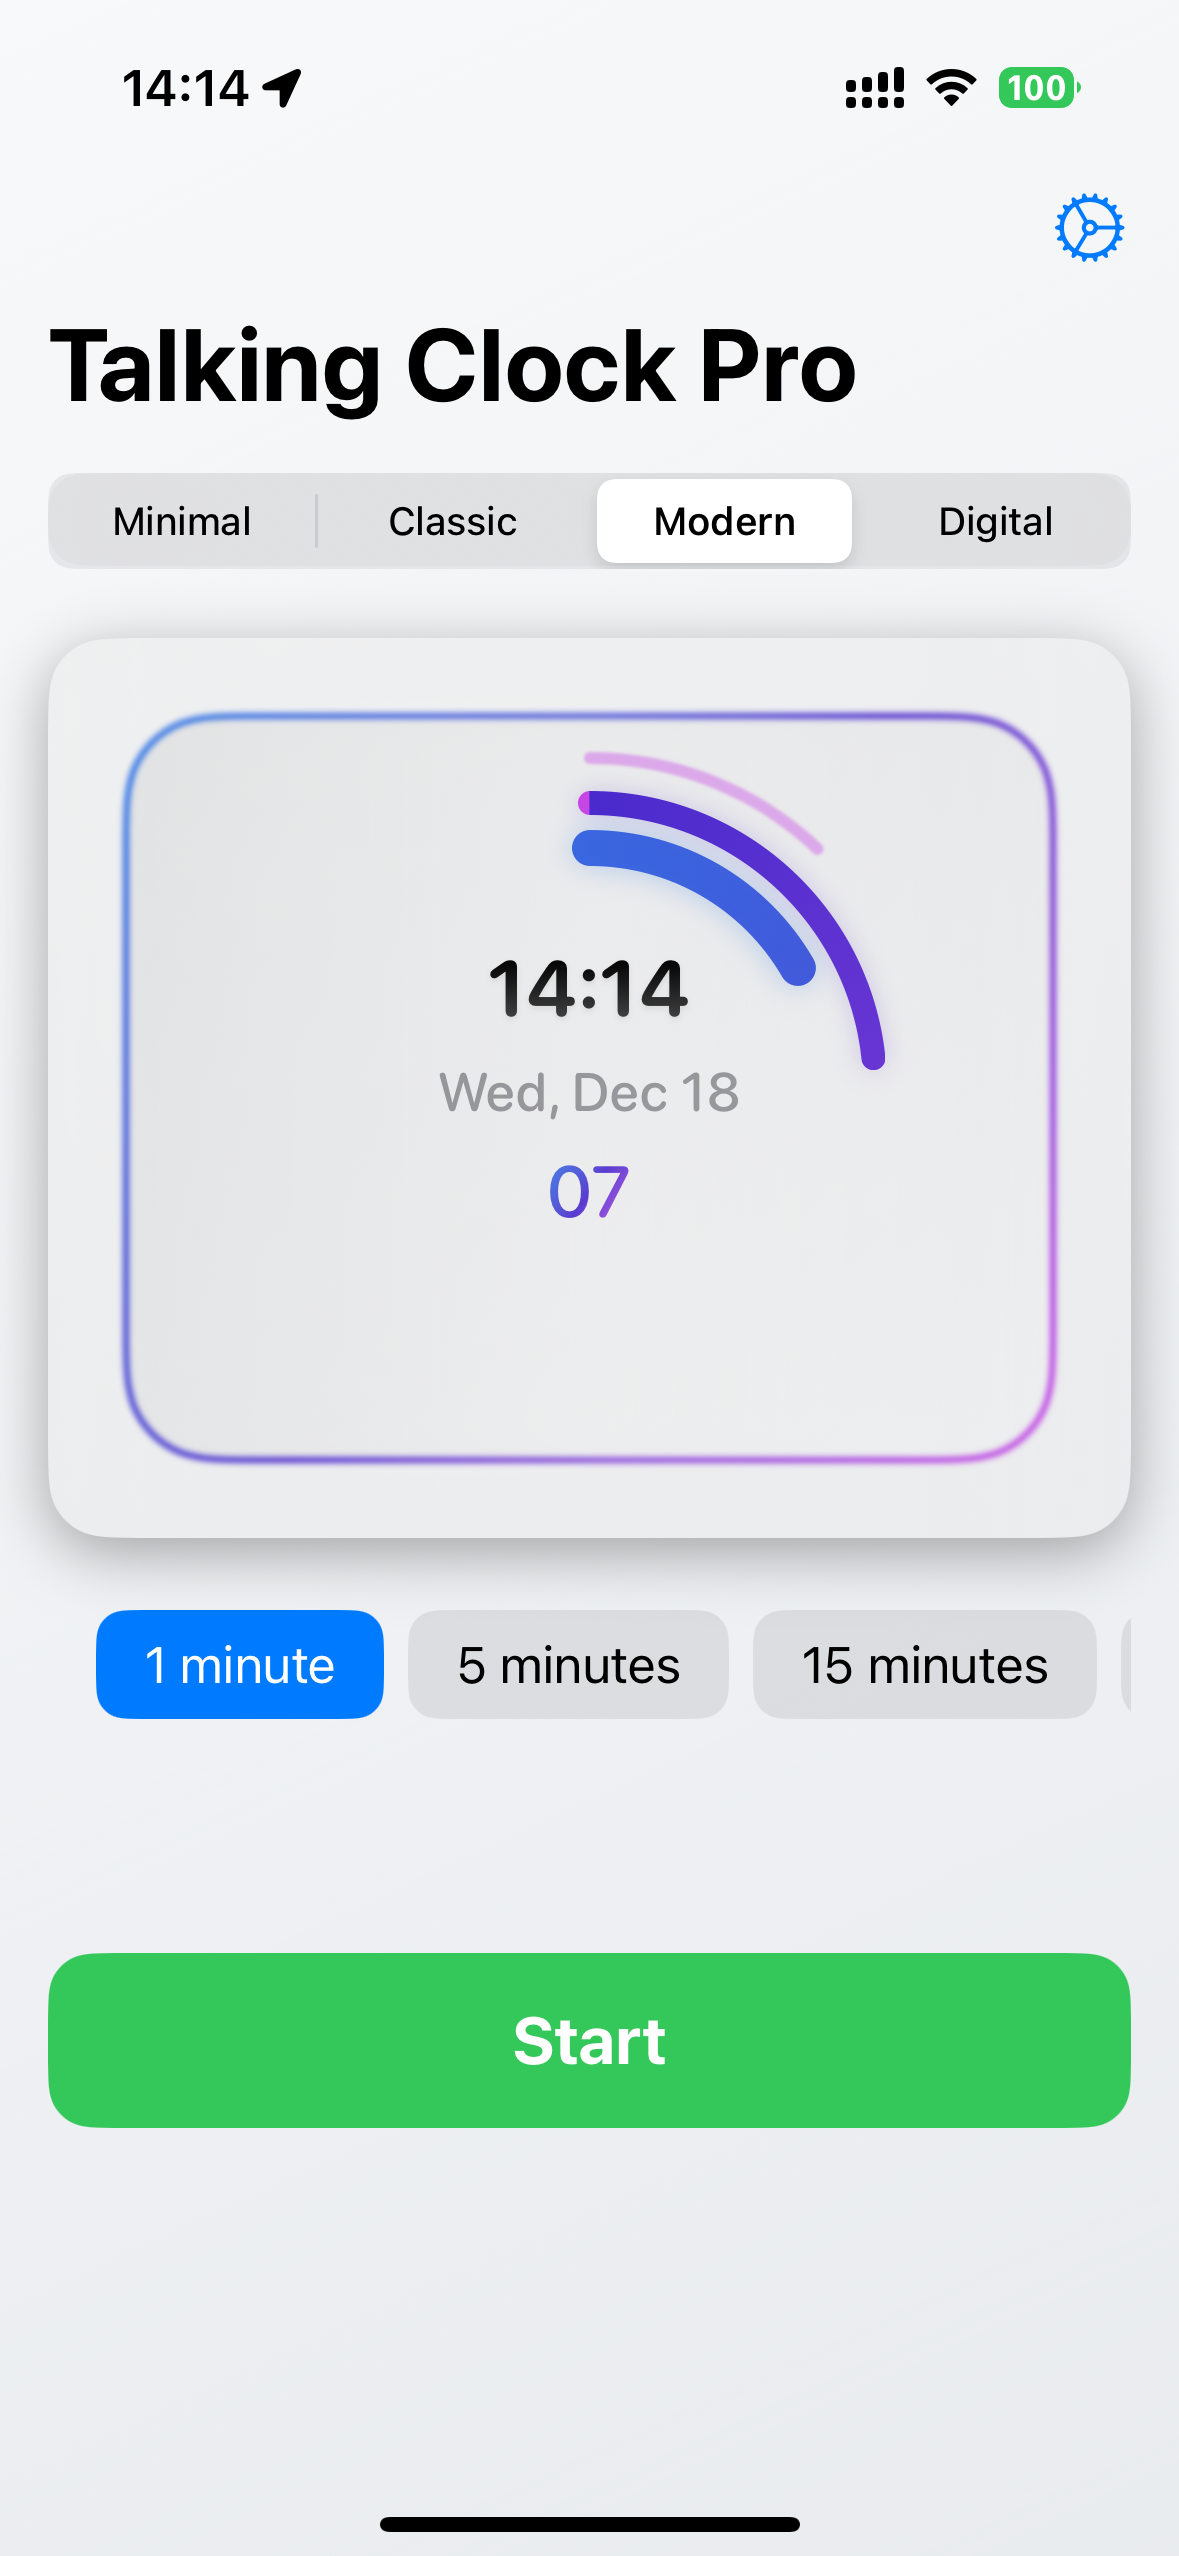 14:14
100
Talking Clock Pro
Minimal Classic Modern Digital
14:14
Wed, Dec 18
07
1 minute 5 minutes 15 minutes
Start